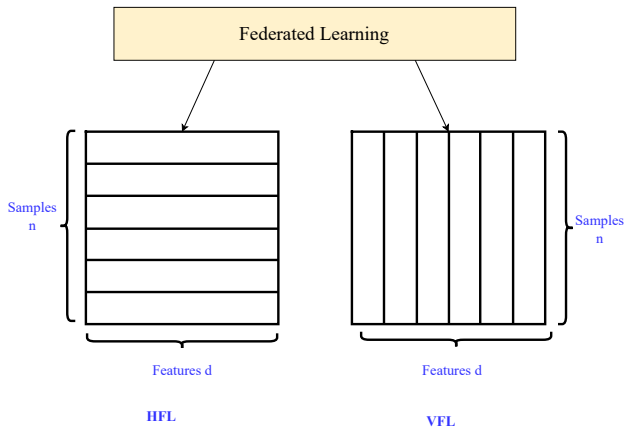 Federated Learning
Samples
n
Samples
n
Features d
Features d
HFL
VFL